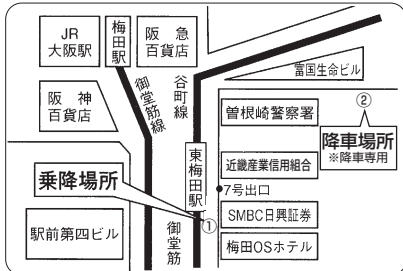 JR
大阪駅
梅田駅
阪急
百貨店
御堂筋線
谷町線
富国生命ビル
阪神
百貨店
曽根崎警察署
②
降車場所
※降車専用
東梅田駅
近畿産業信用組合
乗降場所
7号出口
①
SMBC日興証券
駅前第四ビル
御堂筋
梅田OSホテル